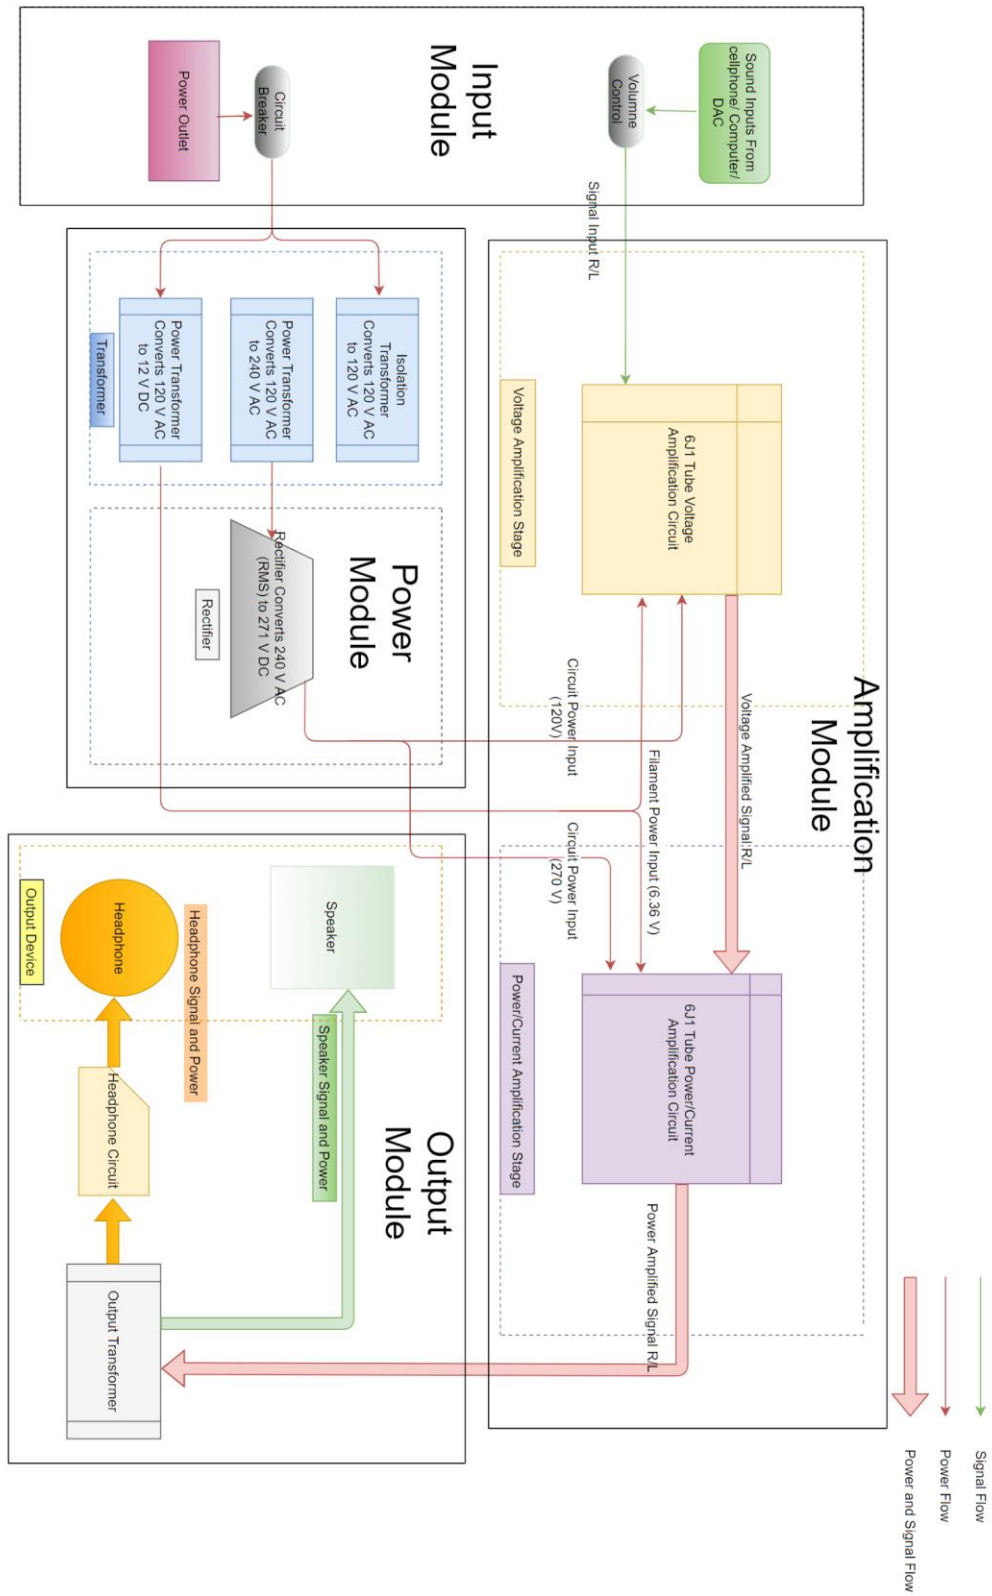 Input
Module
Sound Inputs From
cellphone/ Computer/
DAC
Volumne
Control
Signal Input R/L
Circuit
Breaker
Power Outlet
Amplification
Module
6J1 Tube Voltage
Amplification Circuit
Voltage Amplification Stage
Voltage Amplified Signal R/L
Circuit Power Input
(120V)
Filament Power Input (6.36 V)
Circuit Power Input
(270 V)
6J1 Tube Power/Current
Amplification Circuit
Power/Current Amplification Stage
Power Amplified Signal R/L
Power
Module
Isolation
Transformer
Converts 120 V AC
to 120 V AC
Power Transformer
Converts 120 V AC
to 240 V AC
Power Transformer
Converts 120 V AC
to 12 V DC
Transformer
Rectifier Converts 240 V AC
(RMS) to 271 V DC
Rectifier
Output
Module
Speaker
Speaker Signal and Power
Headphone Signal and Power
Headphone
Output Device
Headphone Circuit
Output Transformer
Signal Flow
Power Flow
Power and Signal Flow